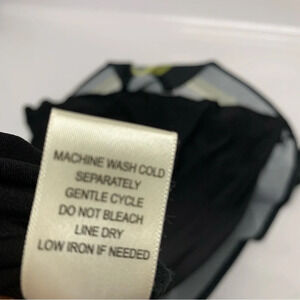 MACHINE WASH COLD
SEPARATELY
GENTLE CYCLE
DO NOT BLEACH
LINE DRY
LOW IRON IF NEEDED